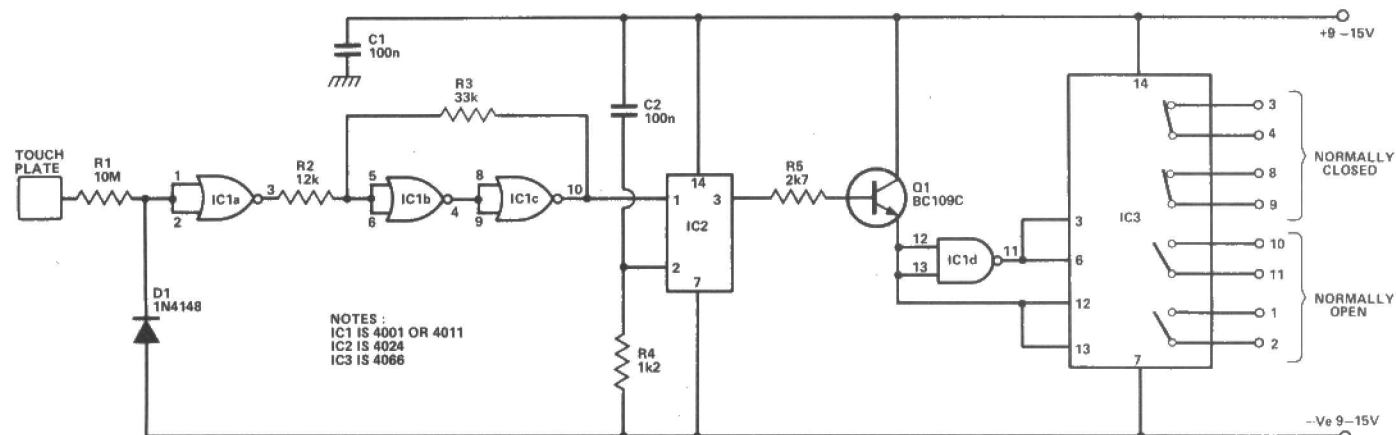 C1
100n
+9 –15V
R3
33k
C2
100n
14
3
4
NORMALLY
CLOSED
8
9
TOUCH
PLATE
R1
10M
1
2
IC1a
3
R2
12k
5
6
IC1b
4
8
9
IC1c
10
1
14
3
IC2
2
7
R5
2k7
Q1
BC109C
12
13
IC1d
11
3
6
12
13
IC3
10
11
NORMALLY
OPEN
1
2
7
D1
1N4148
NOTES :
IC1 IS 4001 OR 4011
IC2 IS 4024
IC3 IS 4066
R4
1k2
–Ve 9–15V